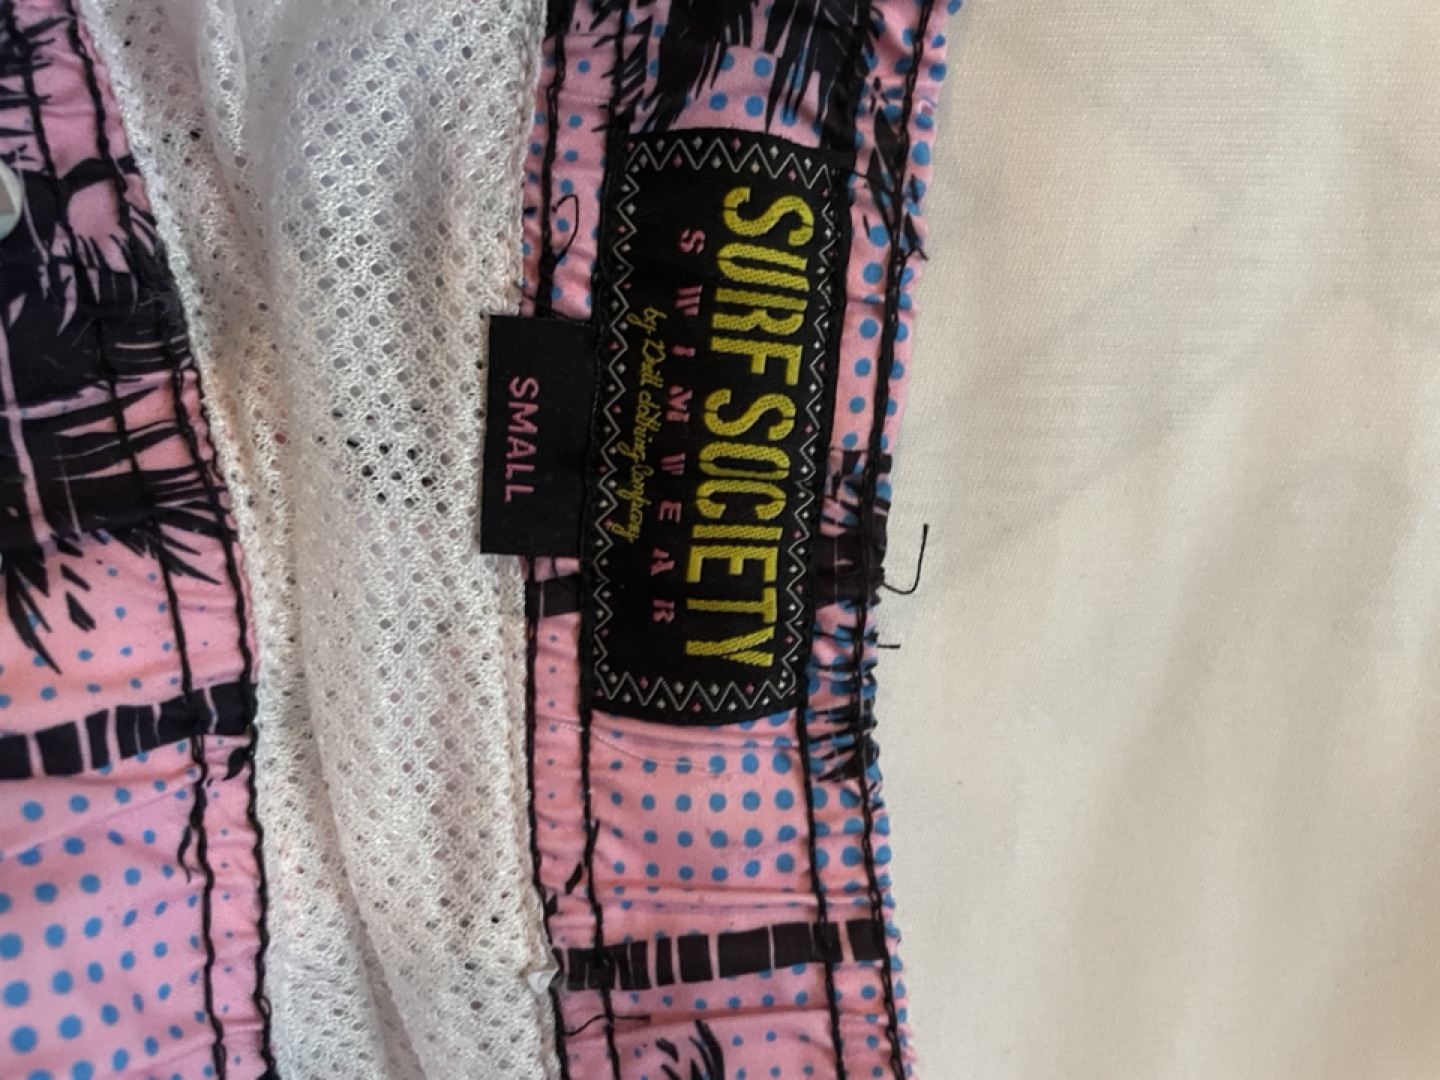 SURF SOCIETY
SWIMWEAR
by Drill clothing Company
SMALL